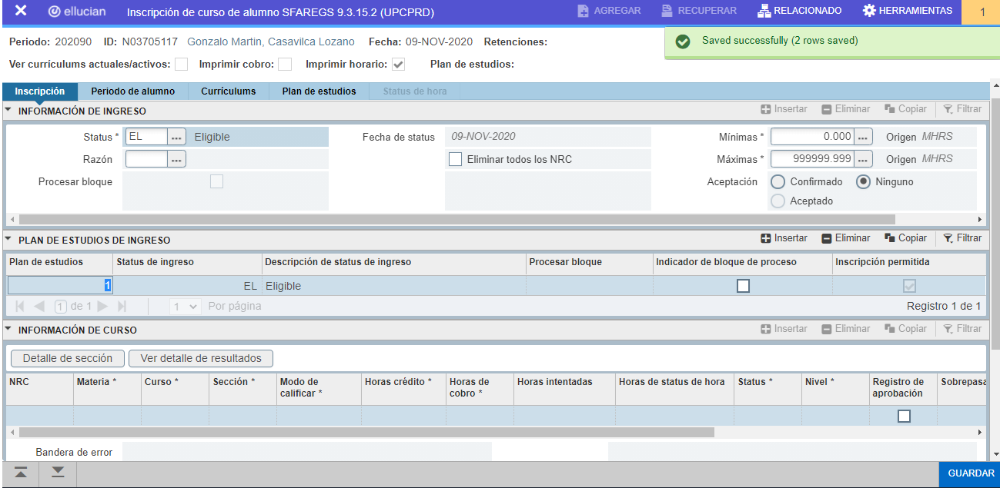 ellucian Inscripción de curso de alumno SFAREGS 9.3.15.2 (UPCPRD) AGREGAR RECUPERAR RELACIONADO HERRAMIENTAS 1
Periodo: 202090 ID: N03705117 Gonzalo Martin, Casavilca Lozano Fecha: 09-NOV-2020 Retenciones:
Saved successfully (2 rows saved)
Ver currículums actuales/activos: Imprimir cobro: Imprimir horario: Plan de estudios:
Inscripción Periodo de alumno Currículums Plan de estudios Status de hora
INFORMACIÓN DE INGRESO Insertar Eliminar Copiar Filtrar
Status * EL ... Eligible Fecha de status 09-NOV-2020 Mínimas * 0.000 ... Origen MHRS
Razón ... Eliminar todos los NRC Máximas * 999999.999 ... Origen MHRS
Procesar bloque Aceptación Confirmado Ninguno
Aceptado
PLAN DE ESTUDIOS DE INGRESO Insertar Eliminar Copiar Filtrar
Plan de estudios Status de ingreso Descripción de status de ingreso Procesar bloque Indicador de bloque de proceso Inscripción permitida
1 EL Eligible
1 de 1 1 Por página Registro 1 de 1
INFORMACIÓN DE CURSO Insertar Eliminar Copiar Filtrar
Detalle de sección Ver detalle de resultados
NRC Materia * Curso * Sección * Modo de calificar * Horas crédito * Horas de cobro * Horas intentadas Horas de status de hora Status * Nivel * Registro de aprobación Sobrepasa
Bandera de error
GUARDAR